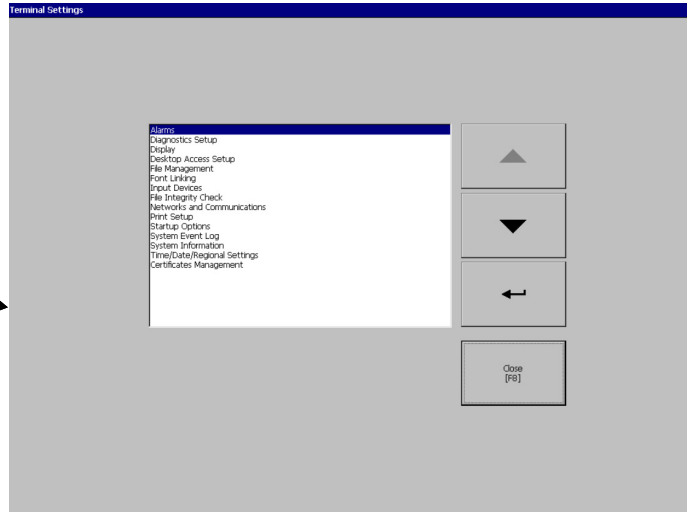 Terminal Settings
Alarms
Diagnostics Setup
Display
Desktop Access Setup
File Management
Font Linking
Input Devices
File Integrity Check
Networks and Communications
Print Setup
Startup Options
System Event Log
System Information
Time/Date/Regional Settings
Certificates Management
Close
[F8]